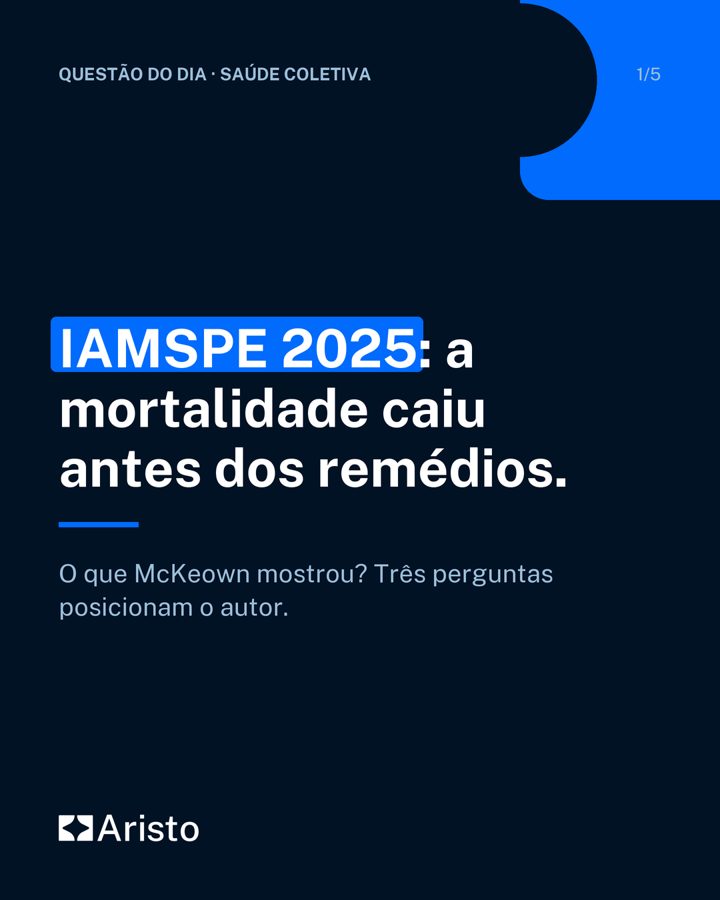 QUESTÃO DO DIA · SAÚDE COLETIVA
1/5
IAMSPE 2025: a
mortalidade caiu
antes dos remédios.
O que McKeown mostrou? Três perguntas
posicionam o autor.
Aristo